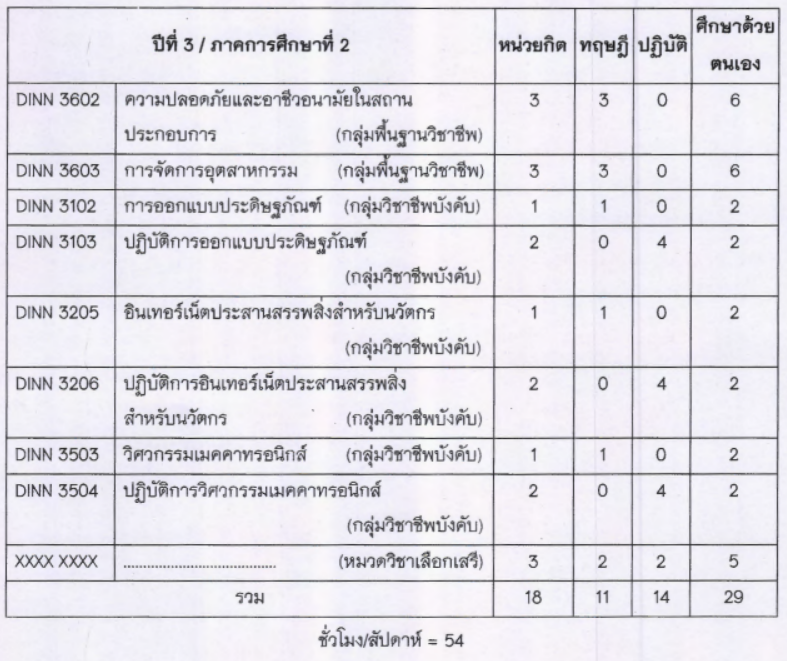 ปีที่ 3 / ภาคการศึกษาที่ 2 หน่วยกิต ทฤษฎี ปฏิบัติ ศึกษาด้วย
ตนเอง
DINN 3602 ความปลอดภัยและอาชีวอนามัยในสถาน 3 3 0 6
ประกอบการ (กลุ่มพื้นฐานวิชาชีพ)
DINN 3603 การจัดการอุตสาหกรรม (กลุ่มพื้นฐานวิชาชีพ) 3 3 0 6
DINN 3102 การออกแบบประดิษฐภัณฑ์ (กลุ่มวิชาชีพบังคับ) 1 1 0 2
DINN 3103 ปฏิบัติการออกแบบประดิษฐภัณฑ์ 2 0 4 2
(กลุ่มวิชาชีพบังคับ)
DINN 3205 อินเทอร์เน็ตประสานสรรพสิ่งสำหรับนวัตกร 1 1 0 2
(กลุ่มวิชาชีพบังคับ)
DINN 3206 ปฏิบัติการอินเทอร์เน็ตประสานสรรพสิ่ง 2 0 4 2
สำหรับนวัตกร (กลุ่มวิชาชีพบังคับ)
DINN 3503 วิศวกรรมเมคคาทรอนิกส์ (กลุ่มวิชาชีพบังคับ) 1 1 0 2
DINN 3504 ปฏิบัติการวิศวกรรมเมคคาทรอนิกส์ 2 0 4 2
(กลุ่มวิชาชีพบังคับ)
XXXX XXXX ...................................... (หมวดวิชาเลือกเสรี) 3 2 2 5
รวม 18 11 14 29
ชั่วโมง/สัปดาห์ = 54